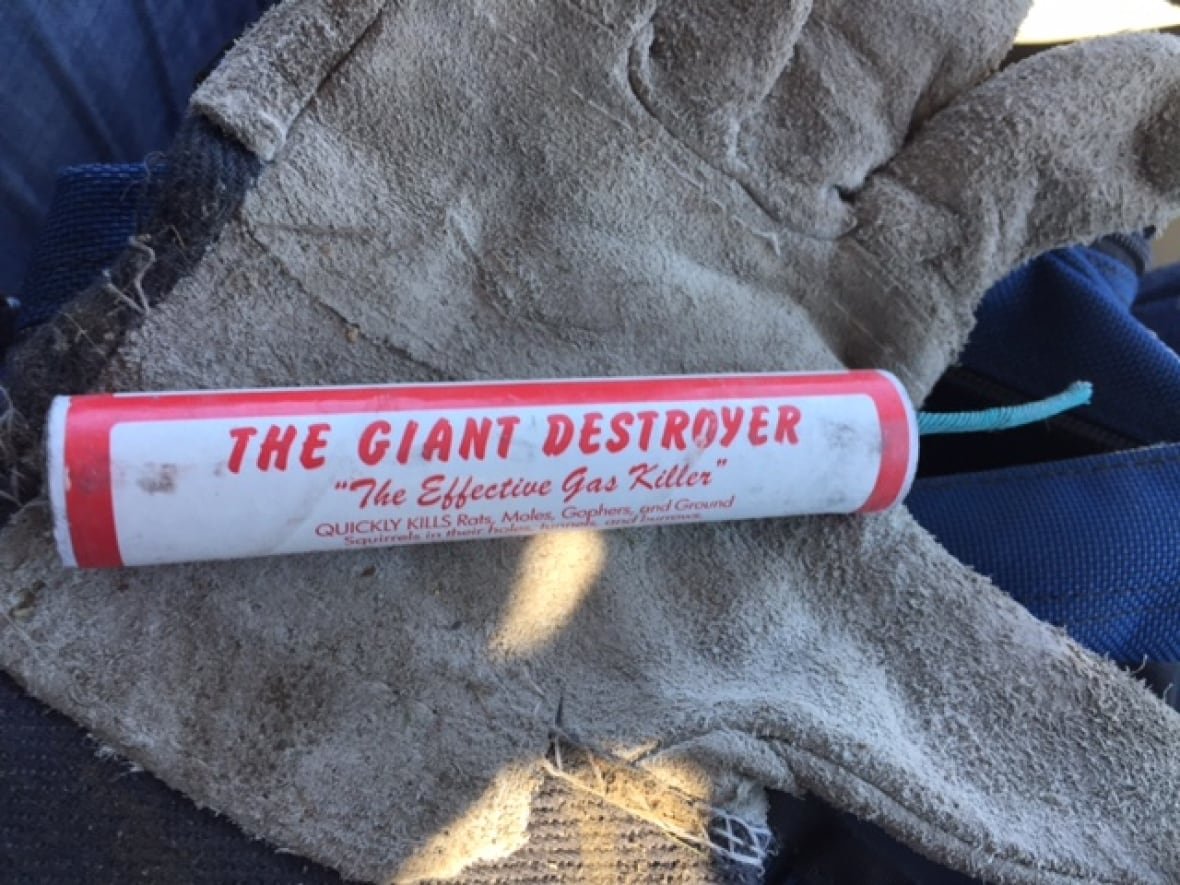 THE GIANT DESTROYER
"The Effective Gas Killer"
QUICKLY KILLS Rats, Moles, Gophers, and Ground
Squirrels in their holes, tunnels, and burrows.